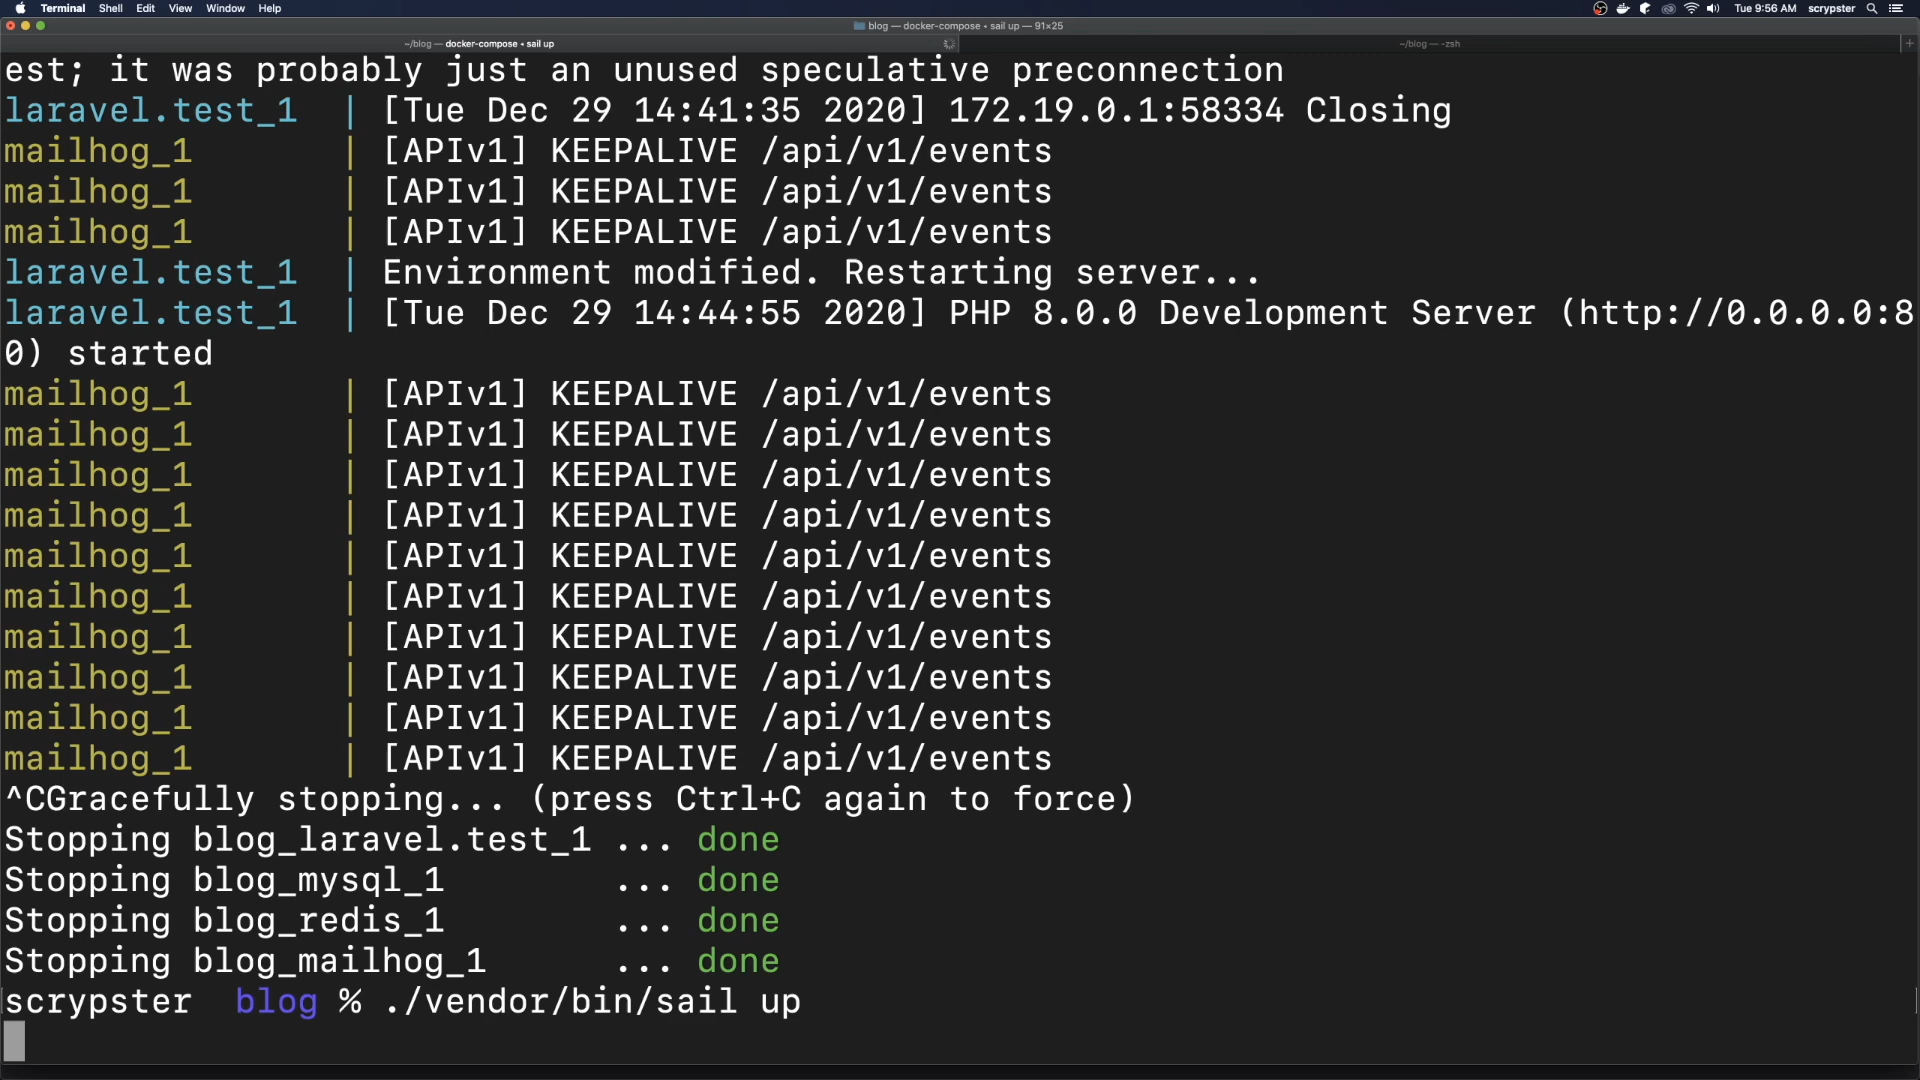 Terminal Shell Edit View Window Help Tue 9:56 AM scrypster
blog — docker-compose • sail up — 91×25
~/blog — docker-compose • sail up ~/blog — -zsh
est; it was probably just an unused speculative preconnection
laravel.test_1 | [Tue Dec 29 14:41:35 2020] 172.19.0.1:58334 Closing
mailhog_1 | [APIv1] KEEPALIVE /api/v1/events
mailhog_1 | [APIv1] KEEPALIVE /api/v1/events
mailhog_1 | [APIv1] KEEPALIVE /api/v1/events
laravel.test_1 | Environment modified. Restarting server...
laravel.test_1 | [Tue Dec 29 14:44:55 2020] PHP 8.0.0 Development Server (http://0.0.0.0:8
0) started
mailhog_1 | [APIv1] KEEPALIVE /api/v1/events
mailhog_1 | [APIv1] KEEPALIVE /api/v1/events
mailhog_1 | [APIv1] KEEPALIVE /api/v1/events
mailhog_1 | [APIv1] KEEPALIVE /api/v1/events
mailhog_1 | [APIv1] KEEPALIVE /api/v1/events
mailhog_1 | [APIv1] KEEPALIVE /api/v1/events
mailhog_1 | [APIv1] KEEPALIVE /api/v1/events
mailhog_1 | [APIv1] KEEPALIVE /api/v1/events
mailhog_1 | [APIv1] KEEPALIVE /api/v1/events
mailhog_1 | [APIv1] KEEPALIVE /api/v1/events
^CGracefully stopping... (press Ctrl+C again to force)
Stopping blog_laravel.test_1 ... done
Stopping blog_mysql_1 ... done
Stopping blog_redis_1 ... done
Stopping blog_mailhog_1 ... done
scrypster blog % ./vendor/bin/sail up